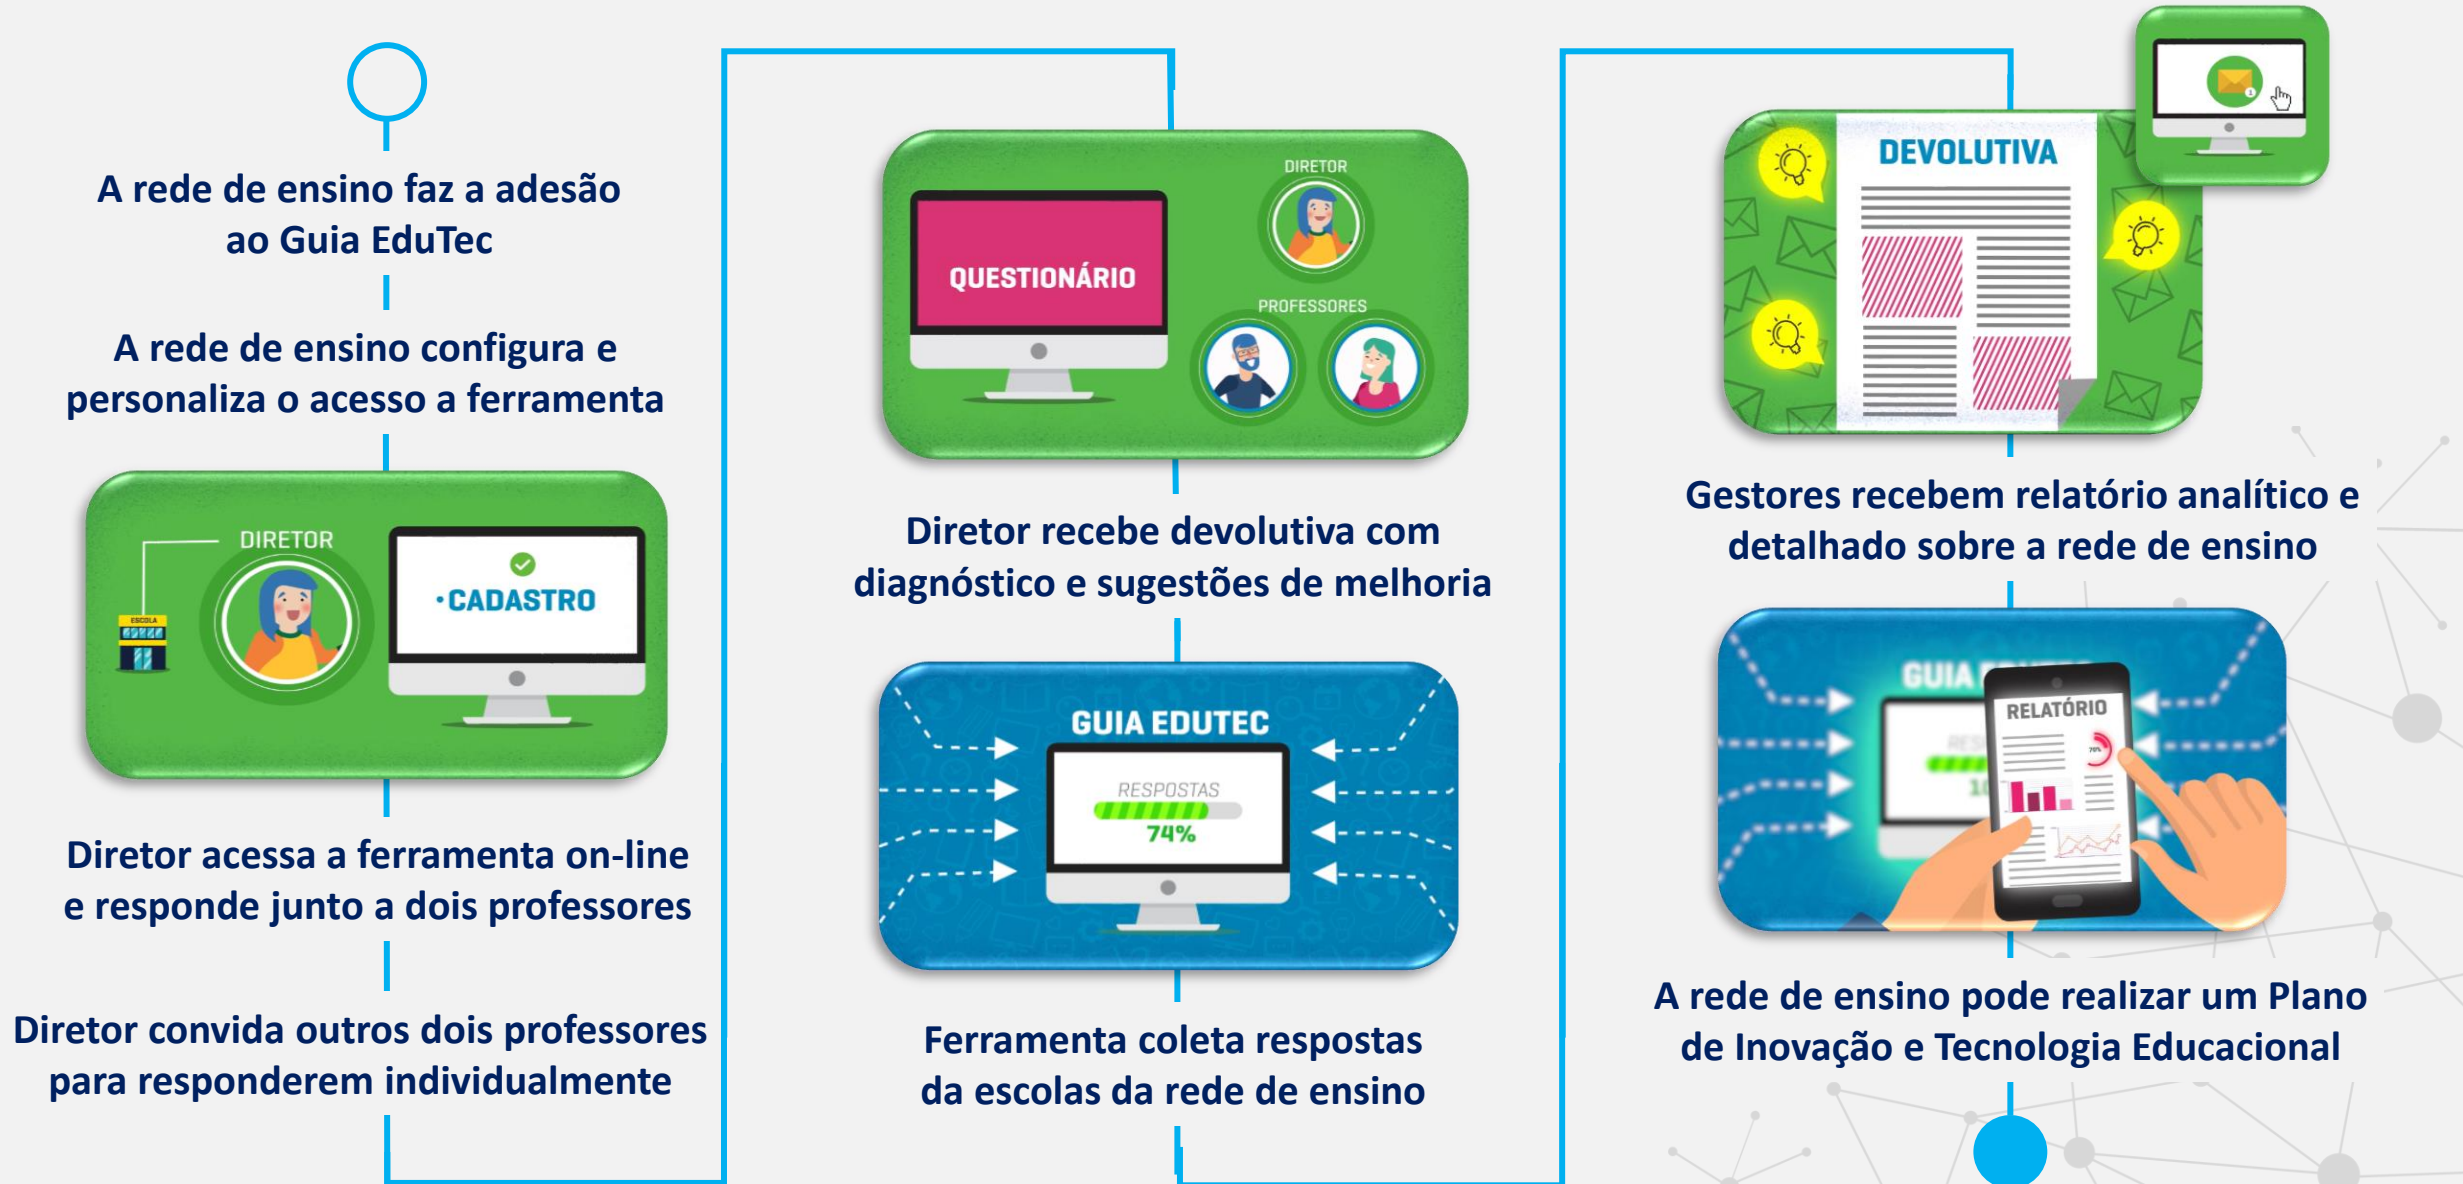 A rede de ensino faz a adesão
ao Guia EduTec
A rede de ensino configura e
personaliza o acesso a ferramenta
DIRETOR
ESCOLA
•CADASTRO
Diretor acessa a ferramenta on-line
e responde junto a dois professores
Diretor convida outros dois professores
para responderem individualmente
DIRETOR
QUESTIONÁRIO
PROFESSORES
Diretor recebe devolutiva com
diagnóstico e sugestões de melhoria
GUIA EDUTEC
RESPOSTAS
74%
Ferramenta coleta respostas
da escolas da rede de ensino
1
DEVOLUTIVA
Gestores recebem relatório analítico e
detalhado sobre a rede de ensino
GUIA
RELATÓRIO
70%
A rede de ensino pode realizar um Plano
de Inovação e Tecnologia Educacional